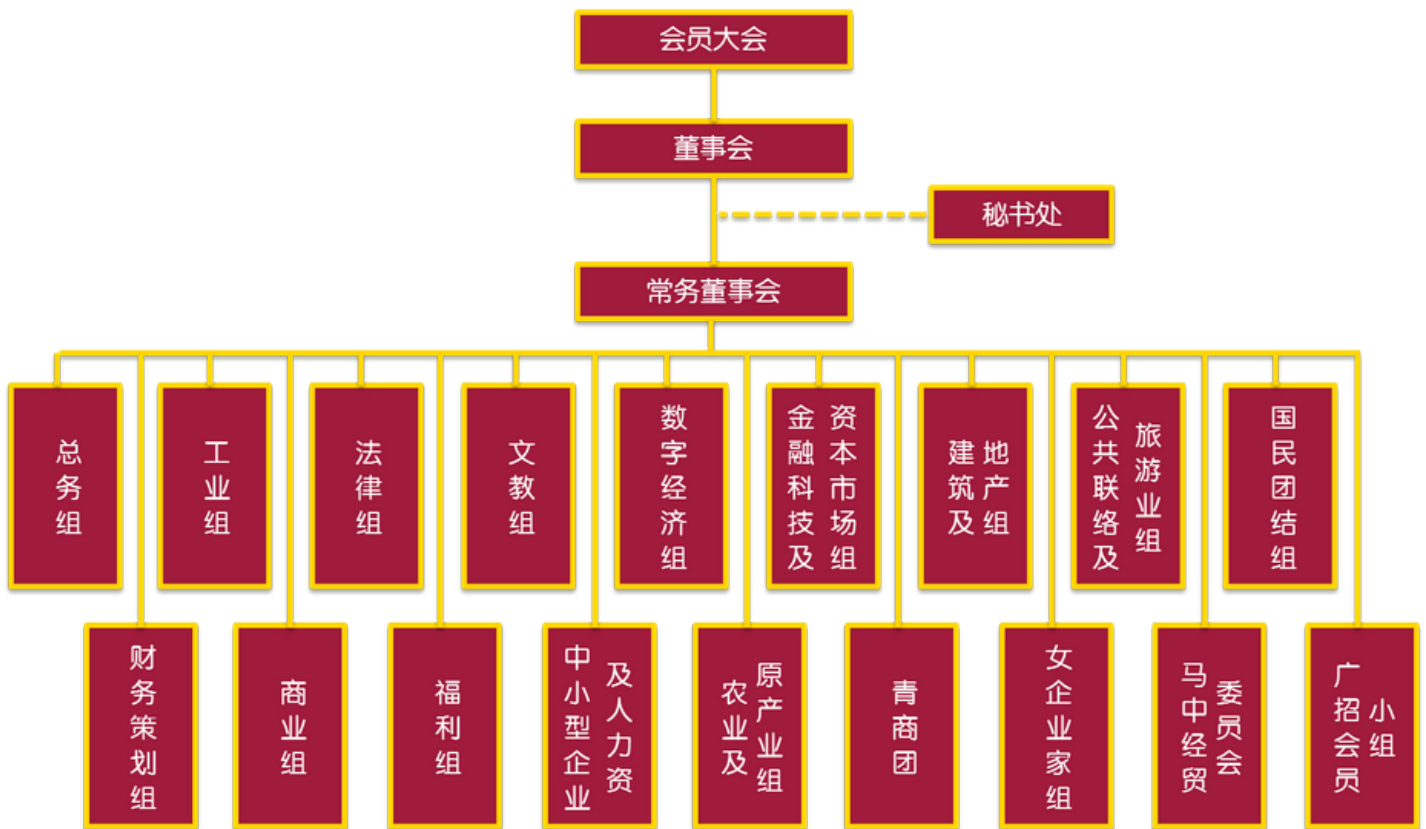 会员大会
董事会
秘书处
常务董事会
总务组
工业组
法律组
文教组
数字经济组
金融科技及
资本市场组
建筑及
地产组
公共联络及
旅游业组
国民团结组
财务策划组
商业组
福利组
中小型企业
及人力资
农业及
原产业组
青商团
女企业家组
马中经贸
委员会
广招会员
小组